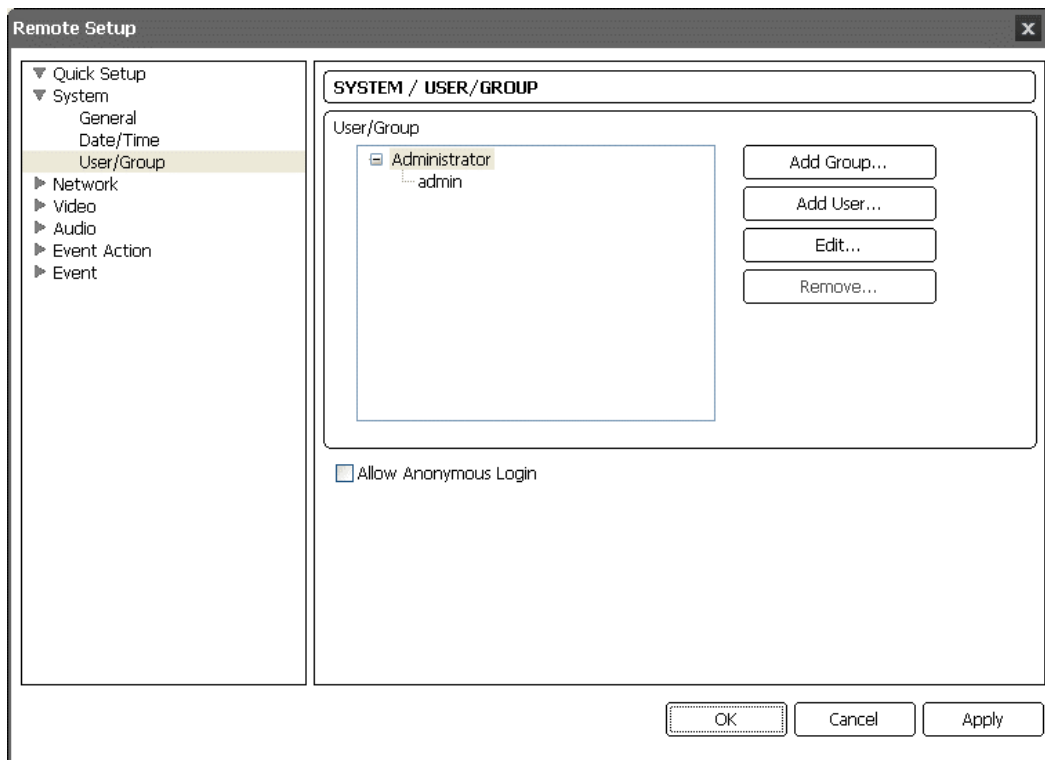 Remote Setup
x
Quick Setup
System
General
Date/Time
User/Group
Network
Video
Audio
Event Action
Event
SYSTEM / USER/GROUP
User/Group
Administrator
admin
Add Group...
Add User...
Edit...
Remove...
Allow Anonymous Login
OK
Cancel
Apply